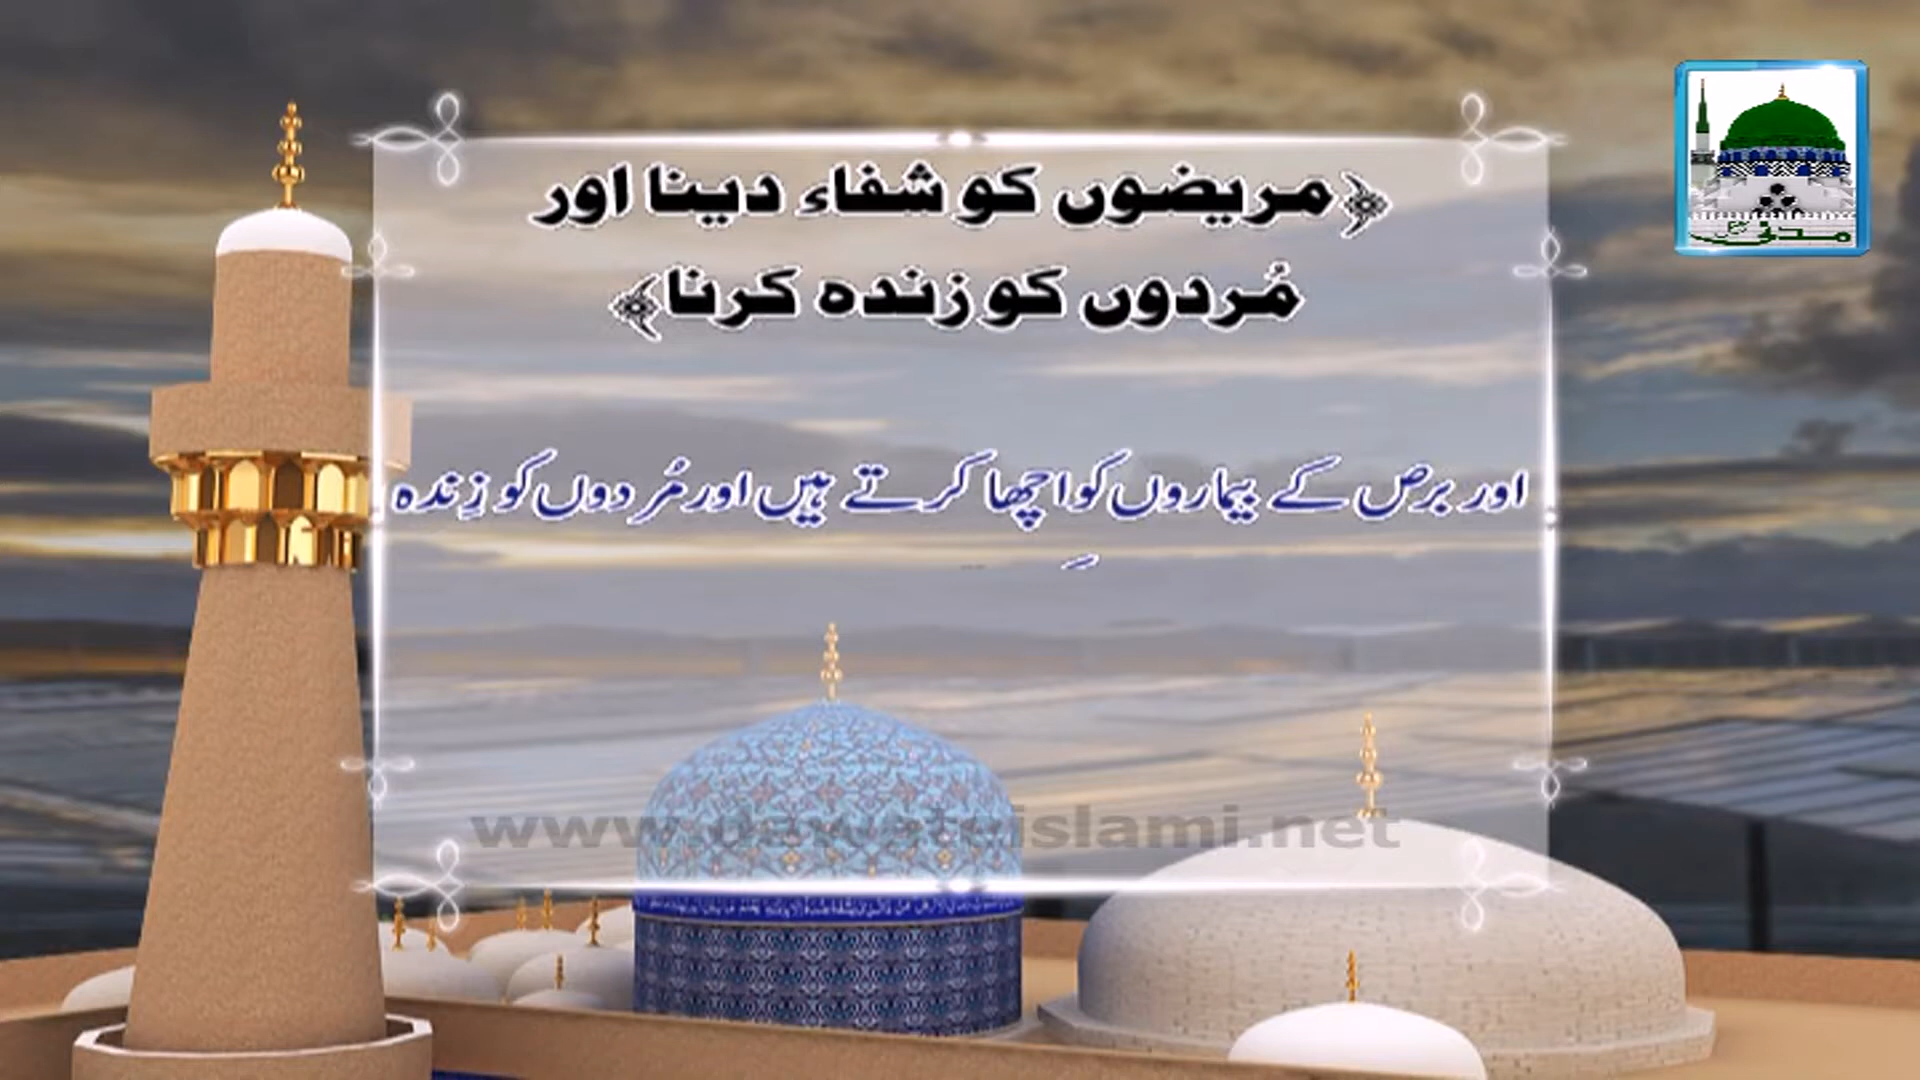 ﴿مریضوں کو شفاء دینا اور
مُردوں کو زندہ کرنا﴾
اور برص کے بیماروں کو اچھا کرتے ہیں اور مُردوں کو زِندہ
www.dawateislami.net
مدنی